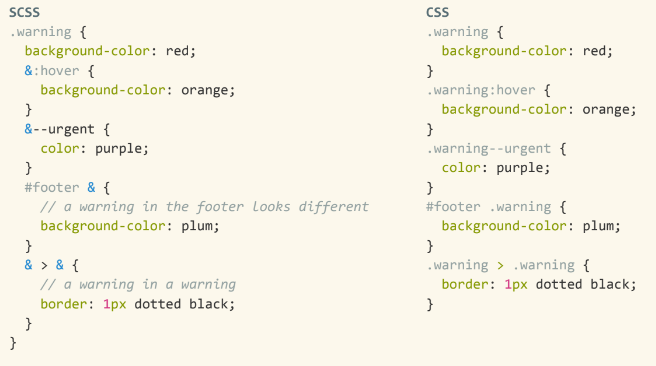 SCSS
.warning {
  background-color: red;
  &:hover {
    background-color: orange;
  }
  &--urgent {
    color: purple;
  }
  #footer & {
    // a warning in the footer looks different
    background-color: plum;
  }
  & > & {
    // a warning in a warning
    border: 1px dotted black;
  }
}
CSS
.warning {
  background-color: red;
}
.warning:hover {
  background-color: orange;
}
.warning--urgent {
  color: purple;
}
#footer .warning {
  background-color: plum;
}
.warning > .warning {
  border: 1px dotted black;
}